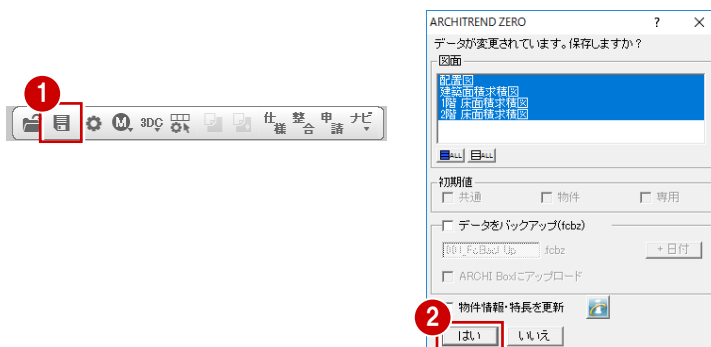 1
3DC
仕様
整合
申請
ナビ
ARCHITREND ZERO ? ×
データが変更されています。保存しますか?
図面
配置図
建築面積求積図
1階 床面積求積図
2階 床面積求積図
ALL ALL
初期値
共通 物件 専用
データをバックアップ(fcbz)
.fcbz +日付
ARCHI Boxにアップロード
物件情報・特長を更新
2
はい いいえ